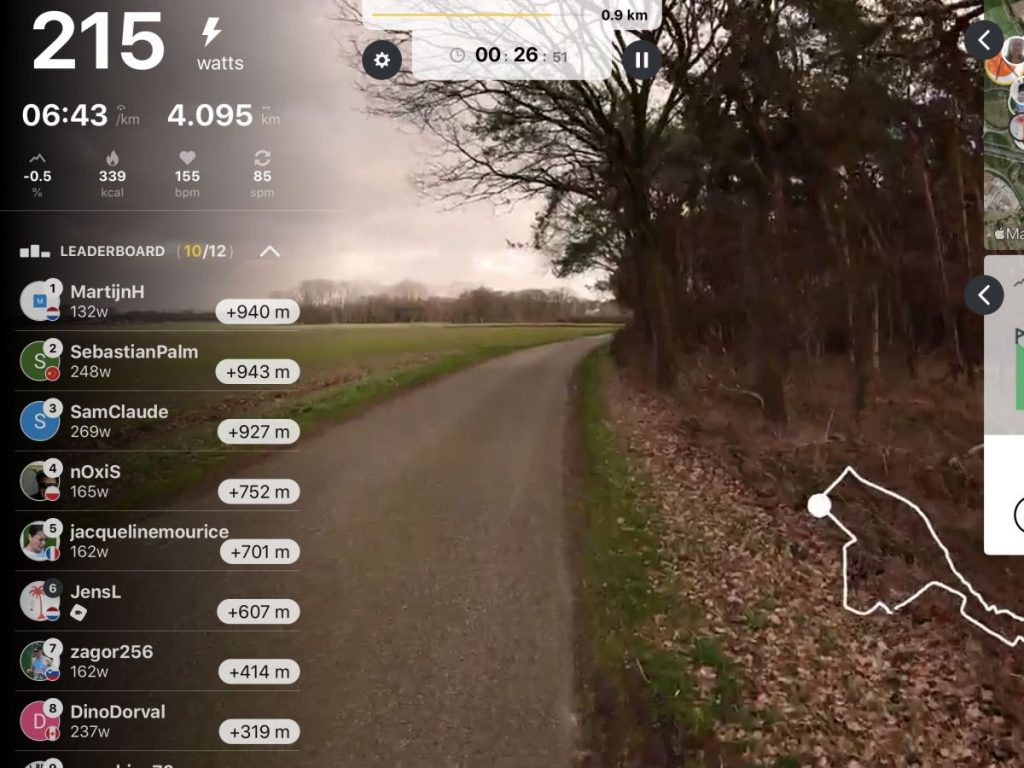 215
watts
06:43 /km 4.095 km
-0.5
%
339
kcal
155
bpm
85
spm
0.9 km
00 : 26 : 51
LEADERBOARD (10/12)
1
MartijnH
132w
+940 m
S
2
SebastianPalm
248w
+943 m
S
3
SamClaude
269w
+927 m
4
nOxiS
165w
+752 m
5
jacquelinemourice
162w
+701 m
6
JensL
+607 m
7
zagor256
162w
+414 m
D
8
DinoDorval
237w
+319 m
9
Ma